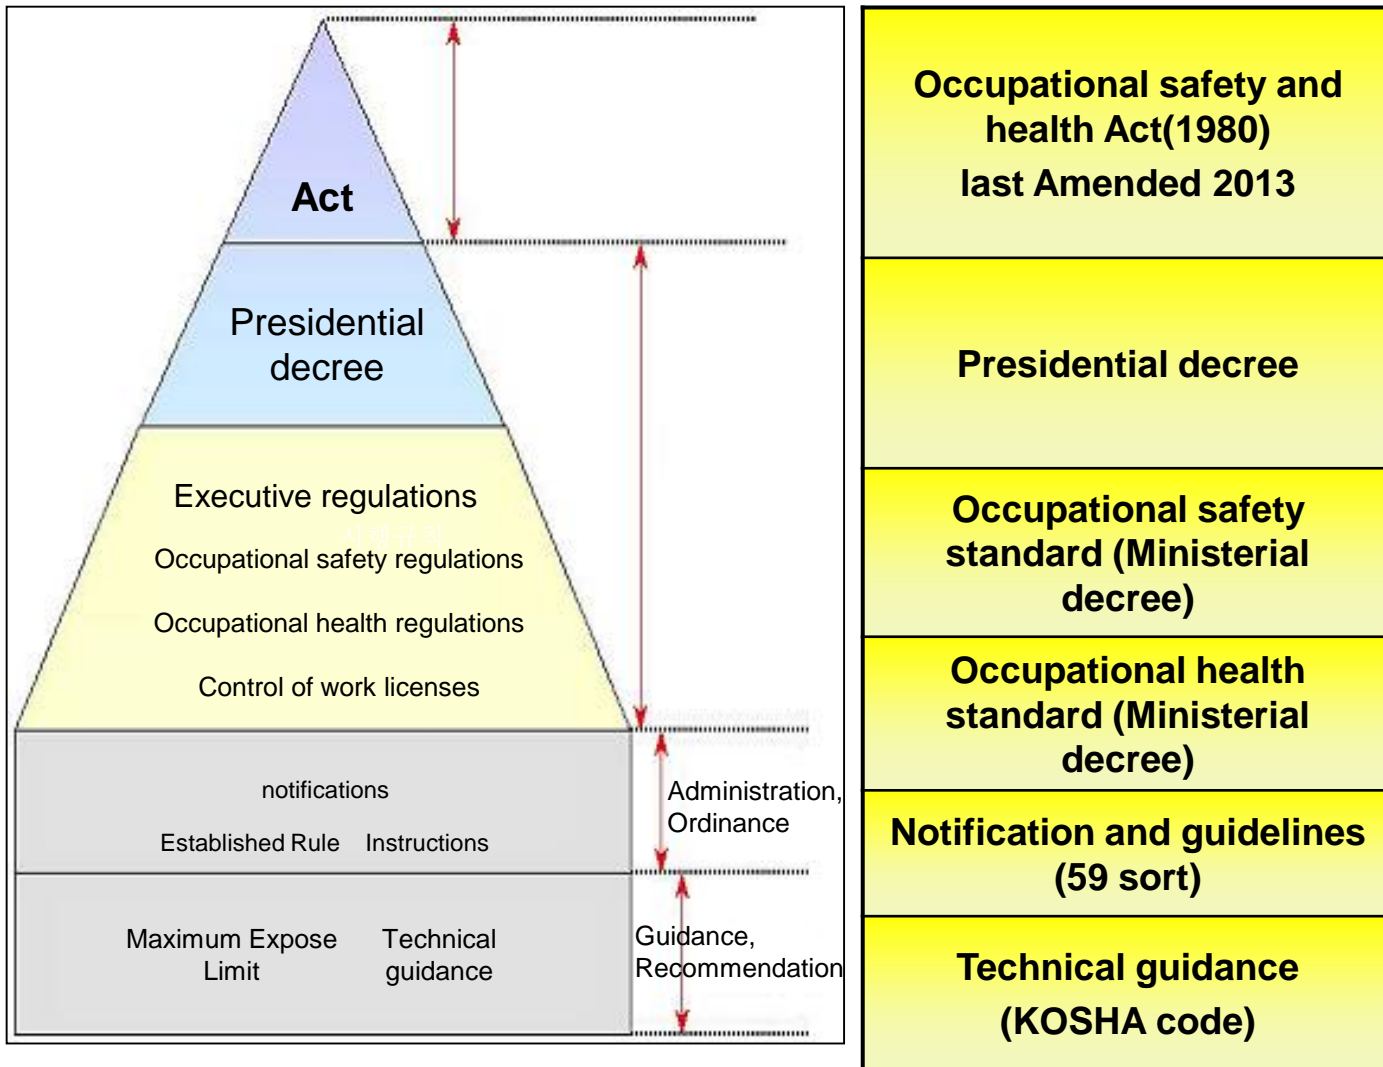 Act
Presidential
decree
Executive regulations
Occupational safety regulations
Occupational health regulations
Control of work licenses
notifications
Established Rule Instructions
Administration,
Ordinance
Maximum Expose
Limit
Technical
guidance
Guidance,
Recommendation
Occupational safety and
health Act(1980)
last Amended 2013
Presidential decree
Occupational safety
standard (Ministerial
decree)
Occupational health
standard (Ministerial
decree)
Notification and guidelines
(59 sort)
Technical guidance
(KOSHA code)